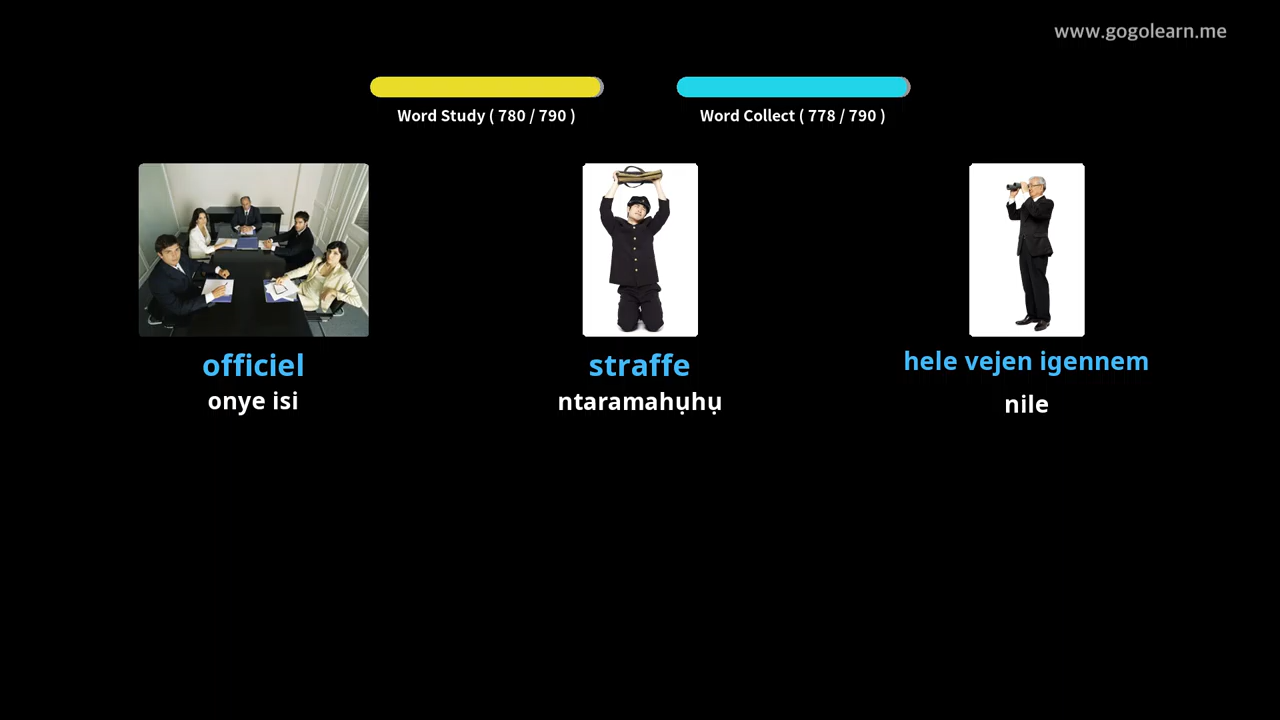 www.gogolearn.me
Word Study ( 780 / 790 )
Word Collect ( 778 / 790 )
officiel
onye isi
straffe
ntaramahụhụ
hele vejen igennem
nile